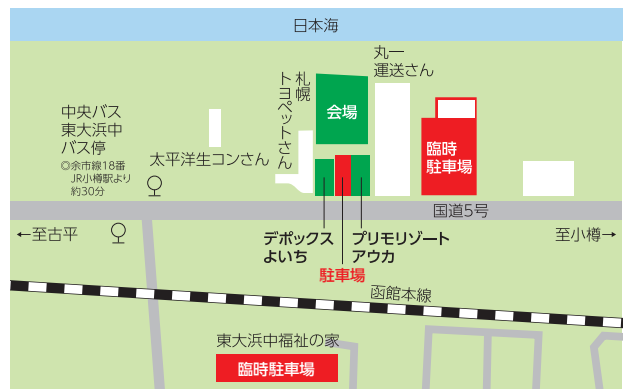 日本海
丸一
運送さん
札幌
トヨペットさん
会場
中央バス
東大浜中
バス停
◎余市線18番
JR小樽駅より
約30分
太平洋生コンさん
臨時
駐車場
国道5号
←至古平
至小樽→
デポックス
よいち
プリモリゾート
アウカ
駐車場
函館本線
東大浜中福祉の家
臨時駐車場